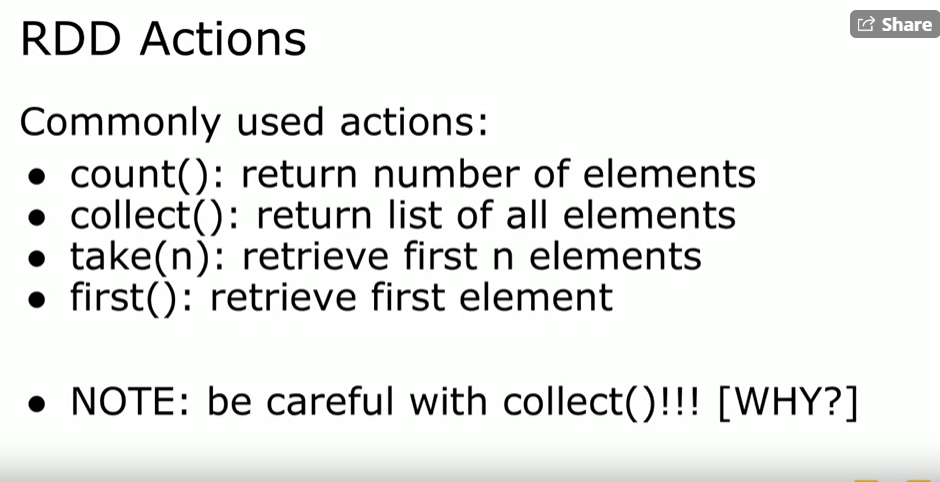 RDD Actions
Share
Commonly used actions:
● count(): return number of elements
● collect(): return list of all elements
● take(n): retrieve first n elements
● first(): retrieve first element
● NOTE: be careful with collect()!!! [WHY?]